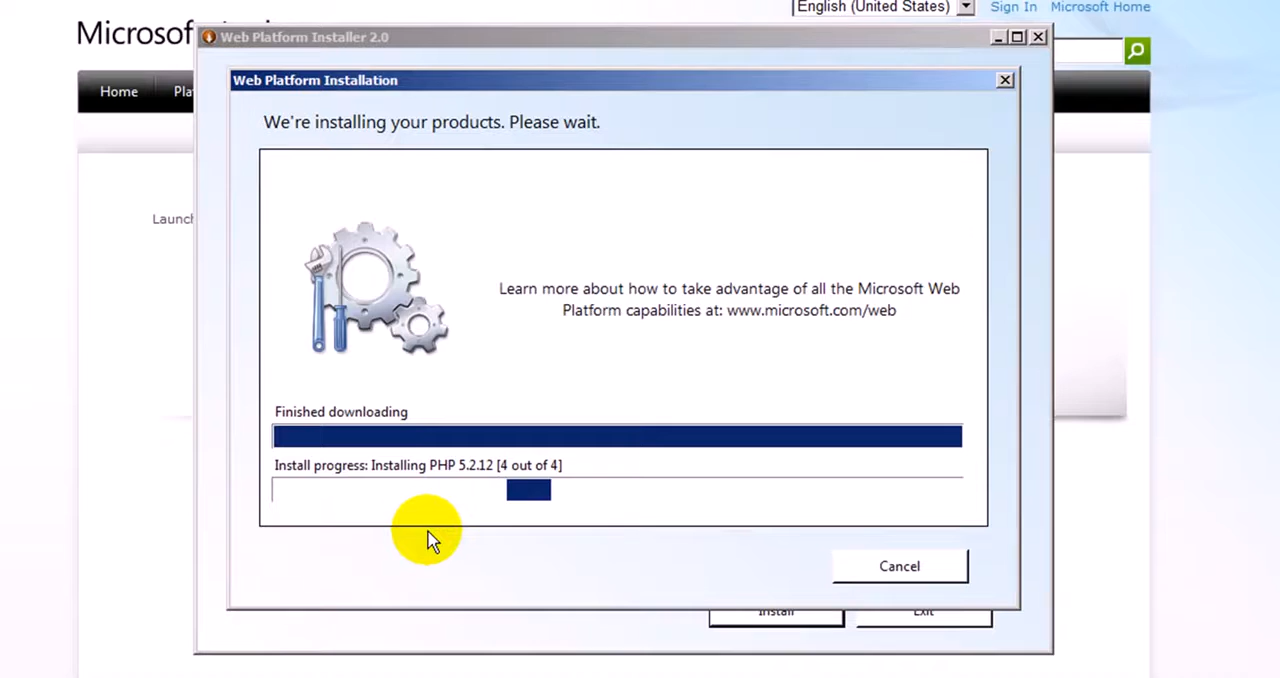 English (United States)
Sign In
Microsoft Home
Microsof
Web Platform Installer 2.0
Web Platform Installation
Home
Pla
We're installing your products. Please wait.
Launch
Learn more about how to take advantage of all the Microsoft Web
Platform capabilities at: www.microsoft.com/web
Finished downloading
Install progress: Installing PHP 5.2.12 [4 out of 4]
Cancel
Install
Exit